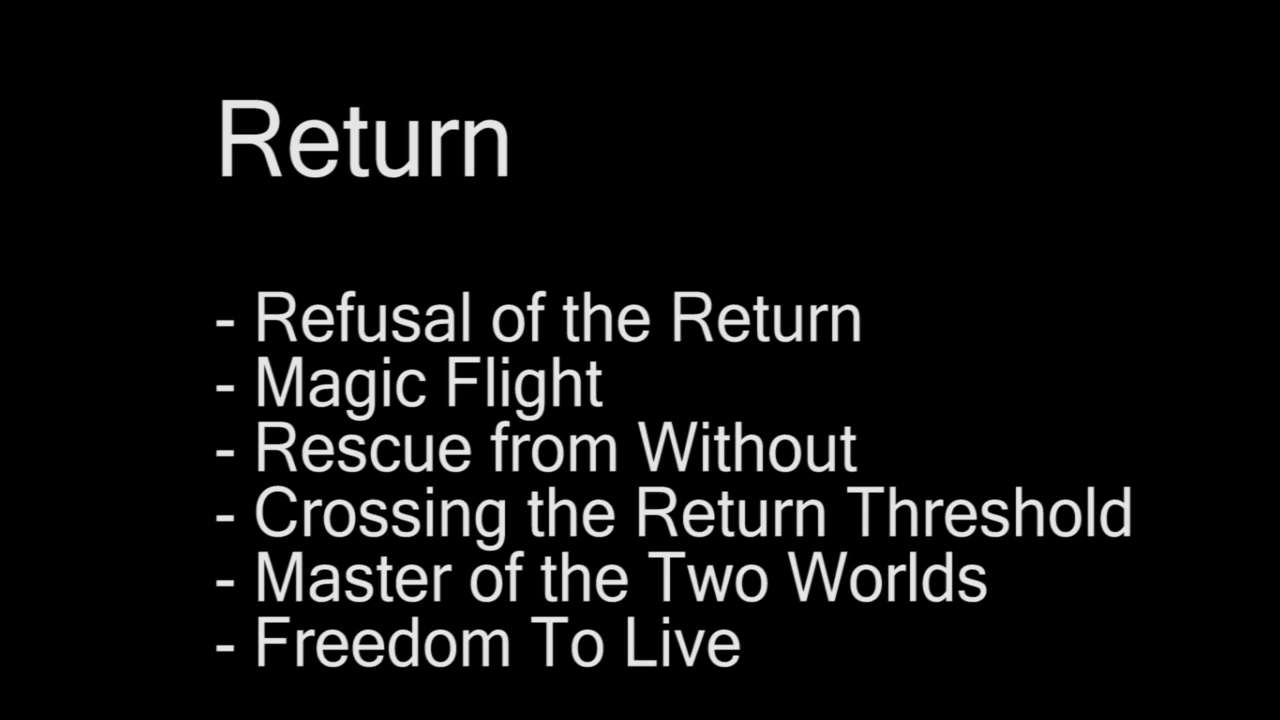 Return
- Refusal of the Return
- Magic Flight
- Rescue from Without
- Crossing the Return Threshold
- Master of the Two Worlds
- Freedom To Live